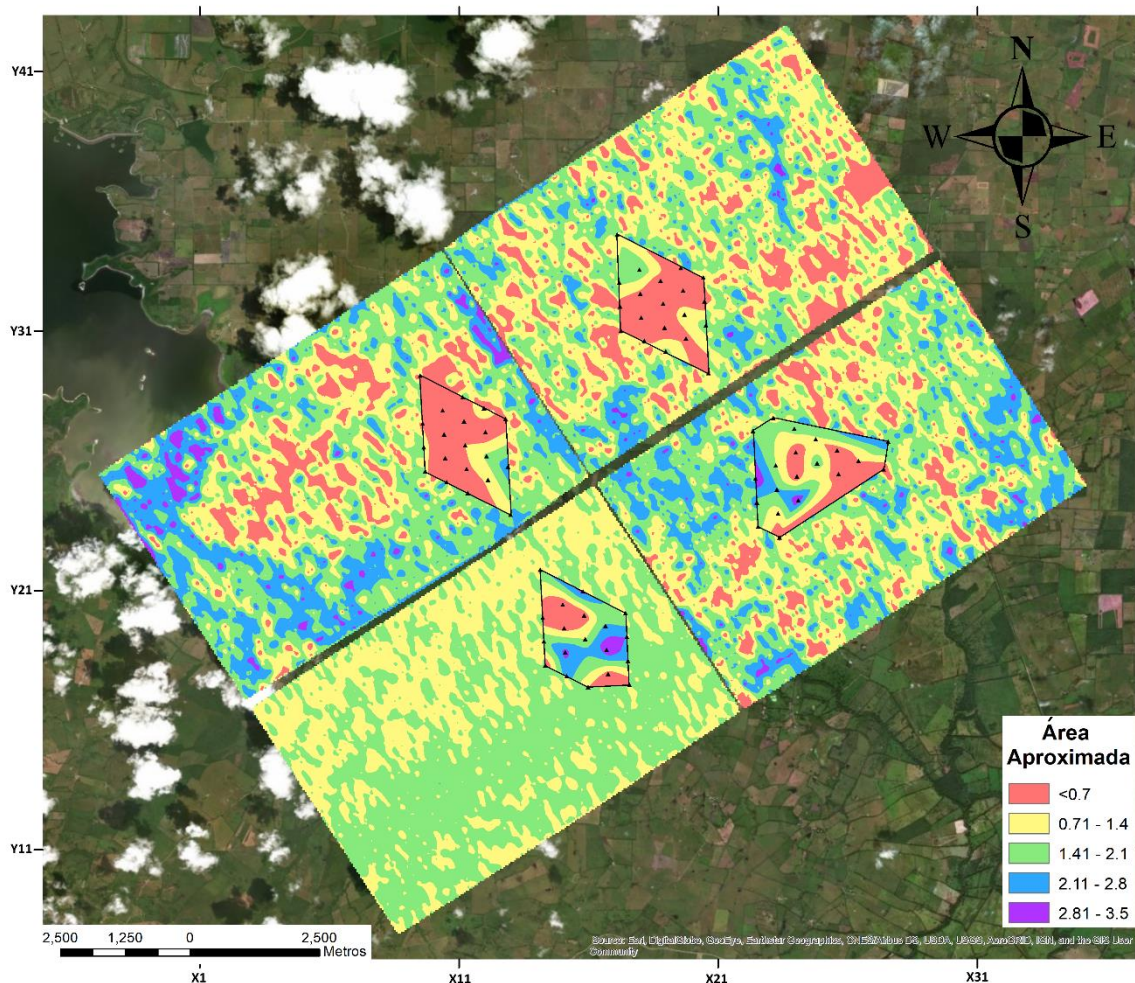 Y41
Y31
Y21
Y11
N
W E
S
Área
Aproximada
<0.7
0.71 - 1.4
1.41 - 2.1
2.11 - 2.8
2.81 - 3.5
2,500 1,250 0 2,500
Metros
Source: Esri, DigitalGlobe, GeoEye, Earthstar Geographics, CNES/Airbus DS, USDA, USGS, AeroGRID, IGN, and the GIS User
Community
X1 X11 X21 X31